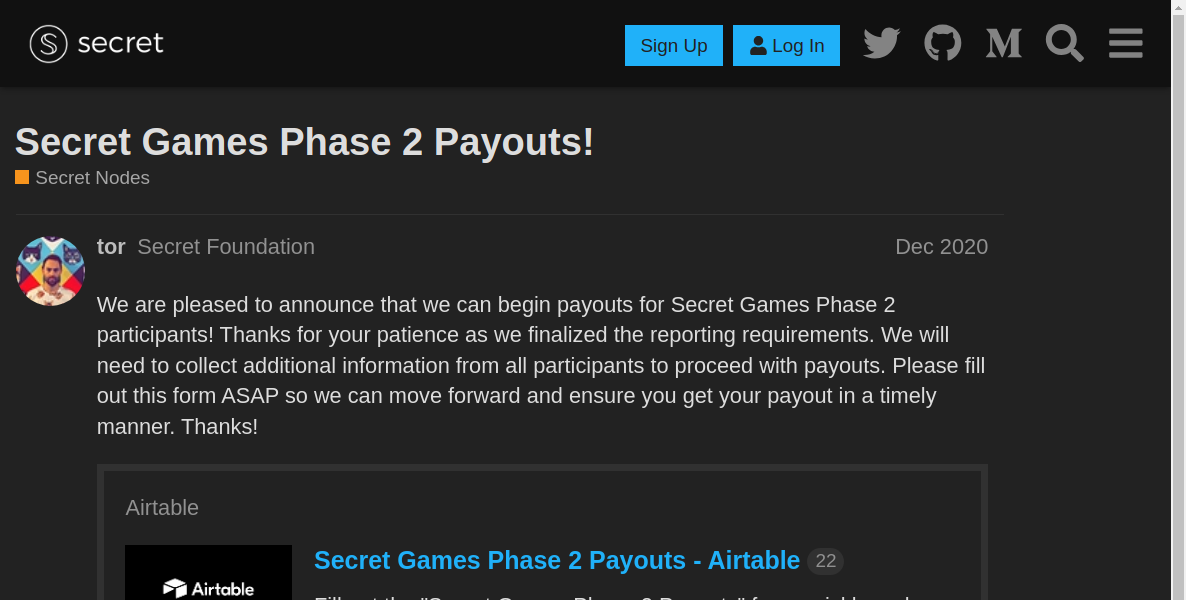 secret
Sign Up
Log In
Secret Games Phase 2 Payouts!
Secret Nodes
tor Secret Foundation Dec 2020
We are pleased to announce that we can begin payouts for Secret Games Phase 2
participants! Thanks for your patience as we finalized the reporting requirements. We will
need to collect additional information from all participants to proceed with payouts. Please fill
out this form ASAP so we can move forward and ensure you get your payout in a timely
manner. Thanks!
Airtable
Airtable
Secret Games Phase 2 Payouts - Airtable 22